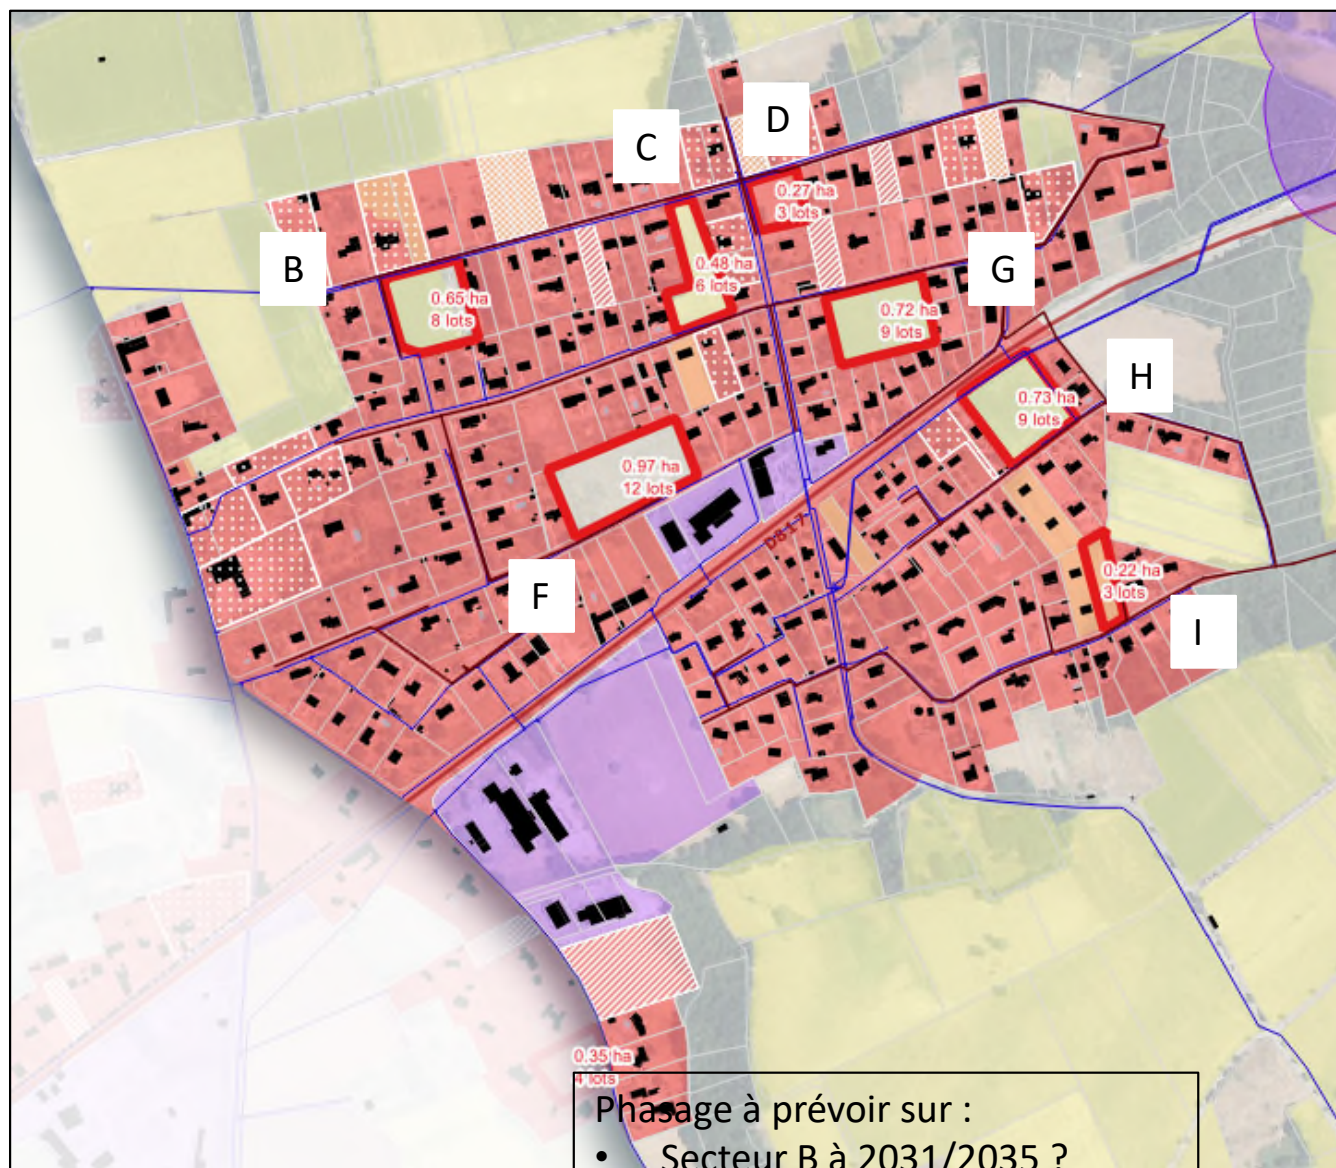 D
C
0.27 ha
3 lots
B
0.48 ha
6 lots
G
0.65 ha
8 lots
0.72 ha
9 lots
H
0.73 ha
9 lots
0.97 ha
12 lots
D817
F
0.22 ha
3 lots
I
0.35 ha
4 lots
Phasage à prévoir sur :
• Secteur B à 2031/2035 ?